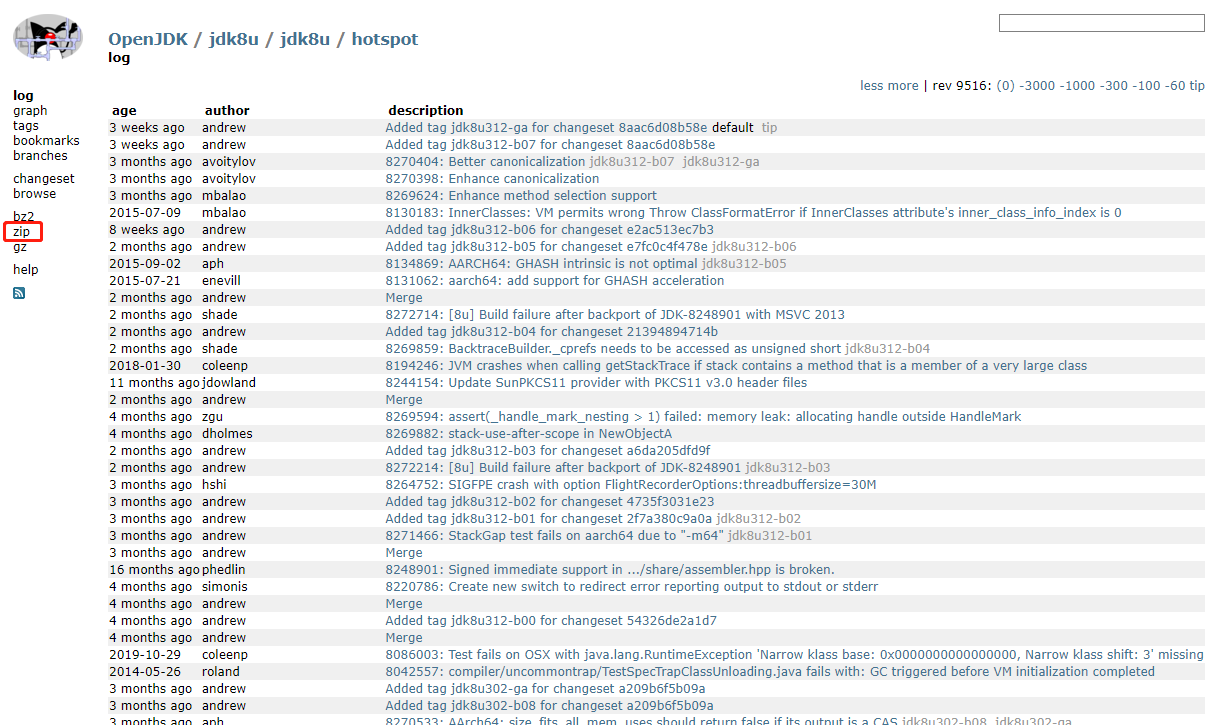 OpenJDK / jdk8u / jdk8u / hotspot
log
less more | rev 9516: (0) -3000 -1000 -300 -100 -60 tip
log
graph
tags
bookmarks
branches
changeset
browse
bz2
zip
gz
help
age author description
3 weeks ago andrew Added tag jdk8u312-ga for changeset 8aac6d08b58e default tip
3 weeks ago andrew Added tag jdk8u312-b07 for changeset 8aac6d08b58e
3 months ago avoitylov 8270404: Better canonicalization jdk8u312-b07 jdk8u312-ga
3 months ago avoitylov 8270398: Enhance canonicalization
3 months ago mbalao 8269624: Enhance method selection support
2015-07-09 mbalao 8130183: InnerClasses: VM permits wrong Throw ClassFormatError if InnerClasses attribute's inner_class_info_index is 0
8 weeks ago andrew Added tag jdk8u312-b06 for changeset e2ac513ec7b3
2 months ago andrew Added tag jdk8u312-b05 for changeset e7fc0c4f478e jdk8u312-b06
2015-09-02 aph 8134869: AARCH64: GHASH intrinsic is not optimal jdk8u312-b05
2015-07-21 enevill 8131062: aarch64: add support for GHASH acceleration
2 months ago andrew Merge
2 months ago shade 8272714: [8u] Build failure after backport of JDK-8248901 with MSVC 2013
2 months ago andrew Added tag jdk8u312-b04 for changeset 21394894714b
2 months ago shade 8269859: BacktraceBuilder._cprefs needs to be accessed as unsigned short jdk8u312-b04
2018-01-30 coleenp 8194246: JVM crashes when calling getStackTrace if stack contains a method that is a member of a very large class
11 months ago jdowland 8244154: Update SunPKCS11 provider with PKCS11 v3.0 header files
2 months ago andrew Merge
4 months ago zgu 8269594: assert(_handle_mark_nesting > 1) failed: memory leak: allocating handle outside HandleMark
4 months ago dholmes 8269882: stack-use-after-scope in NewObjectA
2 months ago andrew Added tag jdk8u312-b03 for changeset a6da205dfd9f
2 months ago andrew 8272214: [8u] Build failure after backport of JDK-8248901 jdk8u312-b03
3 months ago hshi 8264752: SIGFPE crash with option FlightRecorderOptions:threadbuffersize=30M
3 months ago andrew Added tag jdk8u312-b02 for changeset 4735f3031e23
3 months ago andrew Added tag jdk8u312-b01 for changeset 2f7a380c9a0a jdk8u312-b02
3 months ago andrew 8271466: StackGap test fails on aarch64 due to "-m64" jdk8u312-b01
3 months ago andrew Merge
16 months ago phedlin 8248901: Signed immediate support in .../share/assembler.hpp is broken.
4 months ago simonis 8220786: Create new switch to redirect error reporting output to stdout or stderr
4 months ago andrew Merge
4 months ago andrew Added tag jdk8u312-b00 for changeset 54326de2a1d7
4 months ago andrew Merge
2019-10-29 coleenp 8086003: Test fails on OSX with java.lang.RuntimeException 'Narrow klass base: 0x0000000000000000, Narrow klass shift: 3' missing
2014-05-26 roland 8042557: compiler/uncommontrap/TestSpecTrapClassUnloading.java fails with: GC triggered before VM initialization completed
3 months ago andrew Added tag jdk8u302-ga for changeset a209b6f5b09a
3 months ago andrew Added tag jdk8u302-b08 for changeset a209b6f5b09a
3 months ago aph 8270533: AArch64: size_fits_all_mem_uses should return false if its output is a CAS jdk8u302-b08 jdk8u302-ga